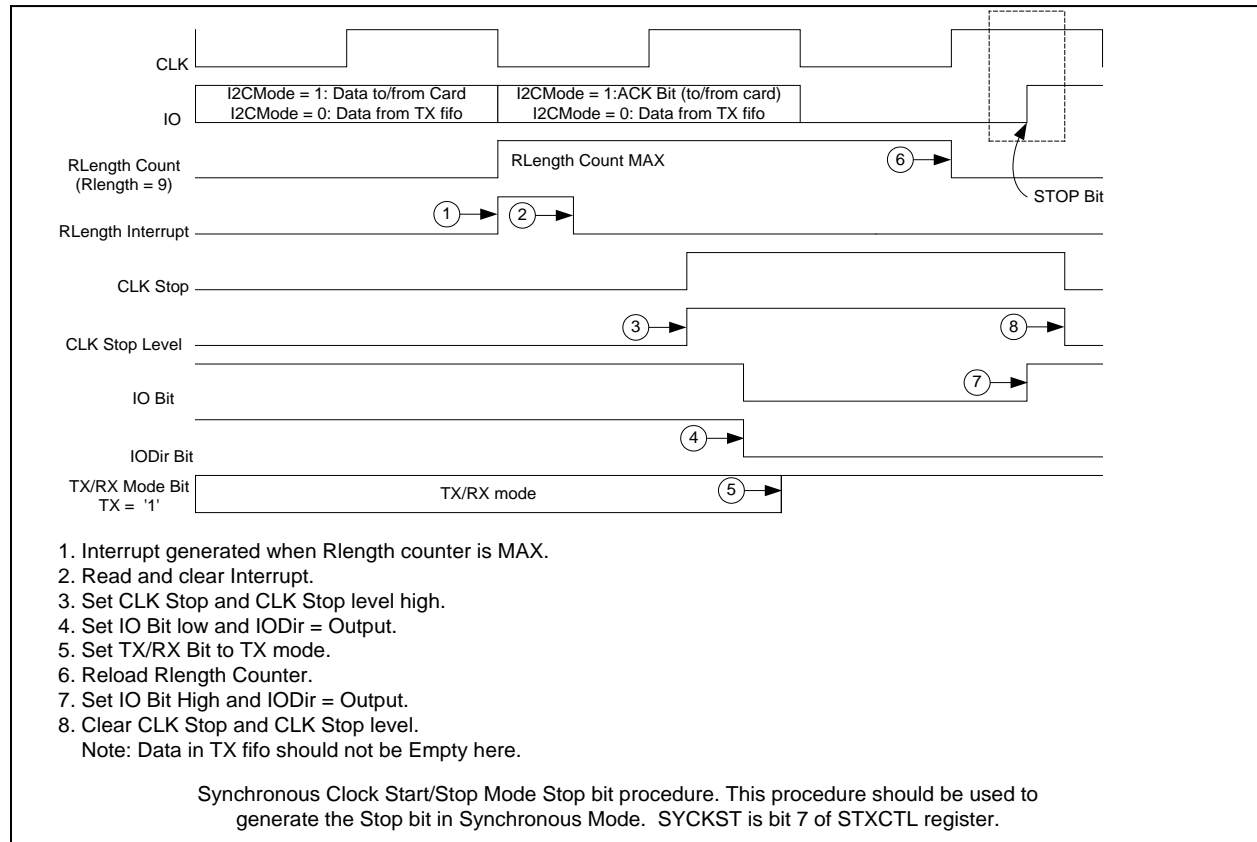 CLK
I2CMode = 1: Data to/from Card
I2CMode = 0: Data from TX fifo
I2CMode = 1:ACK Bit (to/from card)
I2CMode = 0: Data from TX fifo
IO
RLength Count
(Rlength = 9)
RLength Count MAX
6
STOP Bit
1
2
RLength Interrupt
CLK Stop
3
8
CLK Stop Level
7
IO Bit
4
IODir Bit
TX/RX Mode Bit
TX = '1'
TX/RX mode
5
1. Interrupt generated when Rlength counter is MAX.
2. Read and clear Interrupt.
3. Set CLK Stop and CLK Stop level high.
4. Set IO Bit low and IODir = Output.
5. Set TX/RX Bit to TX mode.
6. Reload Rlength Counter.
7. Set IO Bit High and IODir = Output.
8. Clear CLK Stop and CLK Stop level.
Note: Data in TX fifo should not be Empty here.
Synchronous Clock Start/Stop Mode Stop bit procedure. This procedure should be used to
generate the Stop bit in Synchronous Mode. SYCKST is bit 7 of STXCTL register.